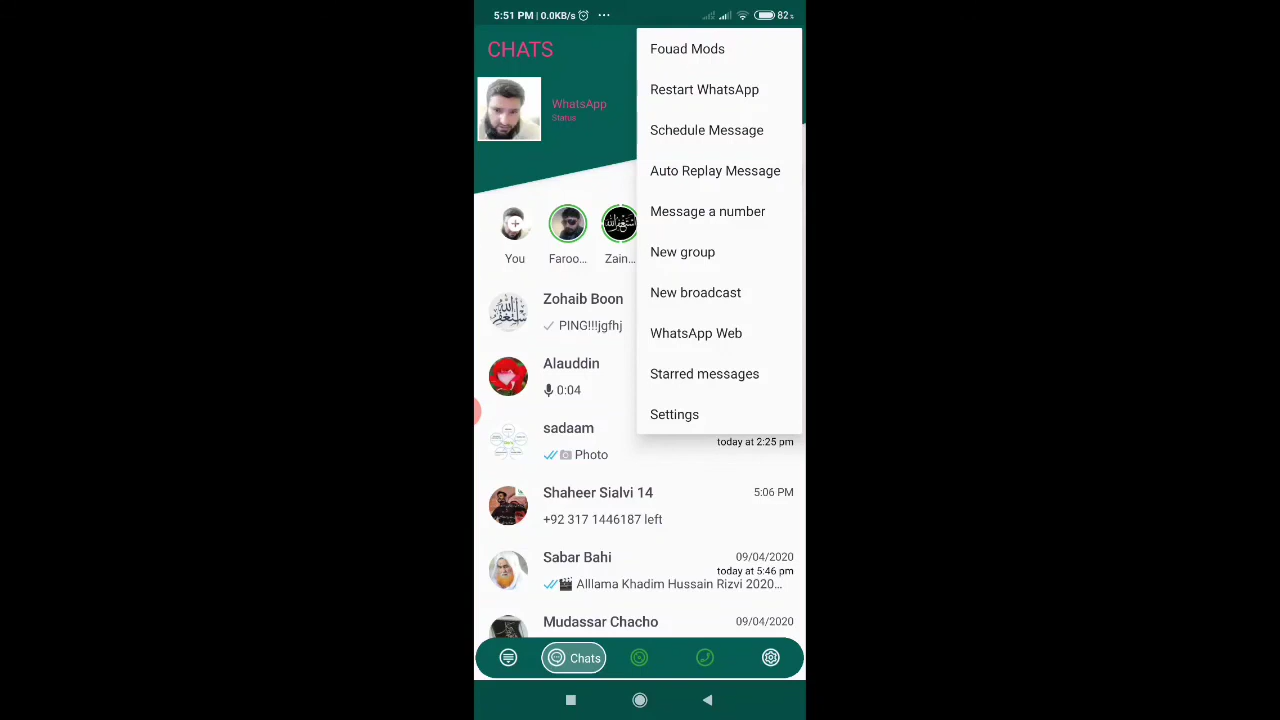 5:51 PM | 0.0KB/s ... 82%
CHATS
WhatsApp
Status
Fouad Mods
Restart WhatsApp
Schedule Message
Auto Replay Message
Message a number
New group
New broadcast
WhatsApp Web
Starred messages
Settings
You
Faroo...
Zain...
Zohaib Boon
PING!!!jgfhj
Alauddin
0:04
sadaam
today at 2:25 pm
Photo
Shaheer Sialvi 14
5:06 PM
+92 317 1446187 left
Sabar Bahi
09/04/2020
today at 5:46 pm
Alllama Khadim Hussain Rizvi 2020...
Mudassar Chacho
09/04/2020
Chats